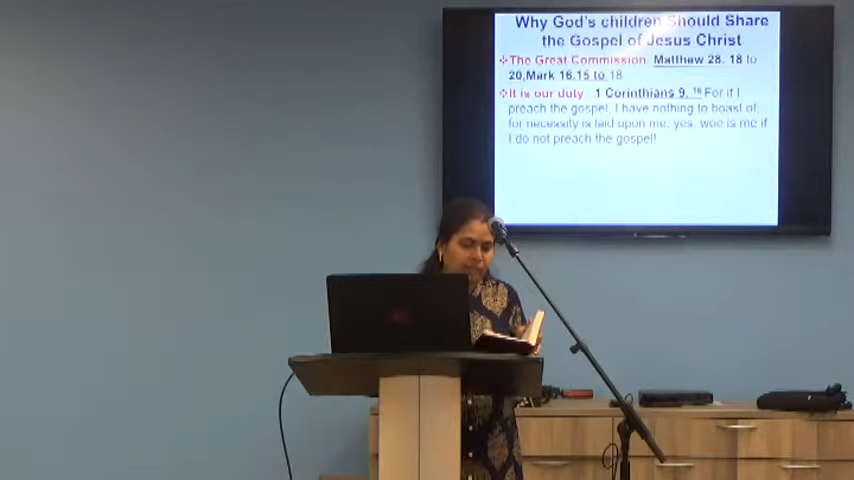 Why God's children Should Share
the Gospel of Jesus Christ
❖The Great Commission Matthew 28. 18 to
20,Mark 16.15 to 18
❖It is our duty 1 Corinthians 9. 16 For if I
preach the gospel, I have nothing to boast of,
for necessity is laid upon me; yes, woe is me if
I do not preach the gospel!